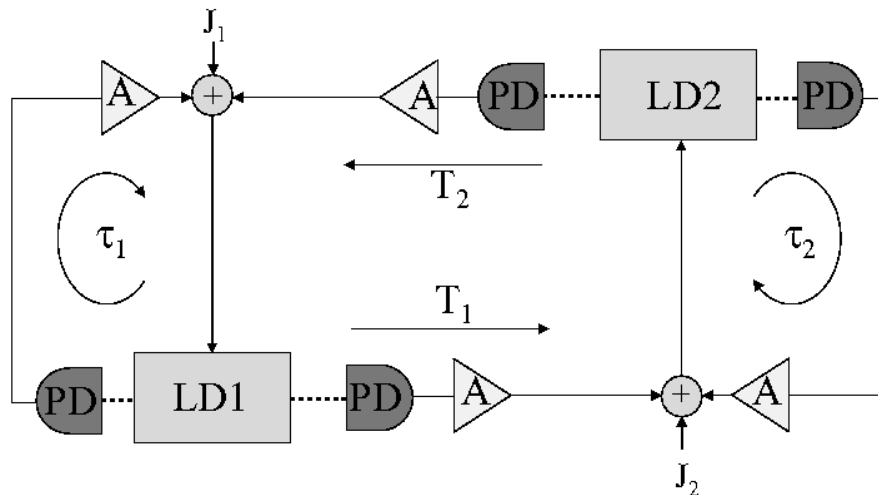 J₁
A + A PD LD2 PD
T₂
τ₁ τ₂
T₁
PD LD1 PD A + A
J₂